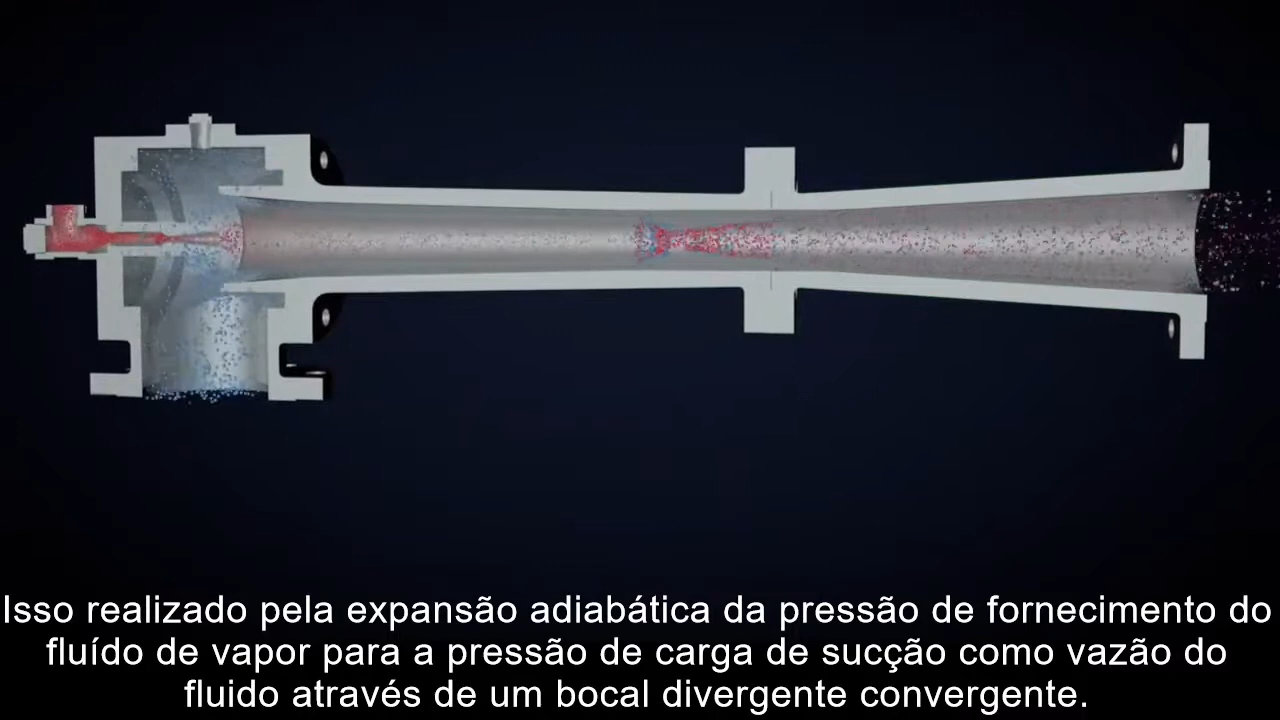 Isso realizado pela expansão adiabática da pressão de fornecimento do
fluído de vapor para a pressão de carga de sucção como vazão do
fluido através de um bocal divergente convergente.